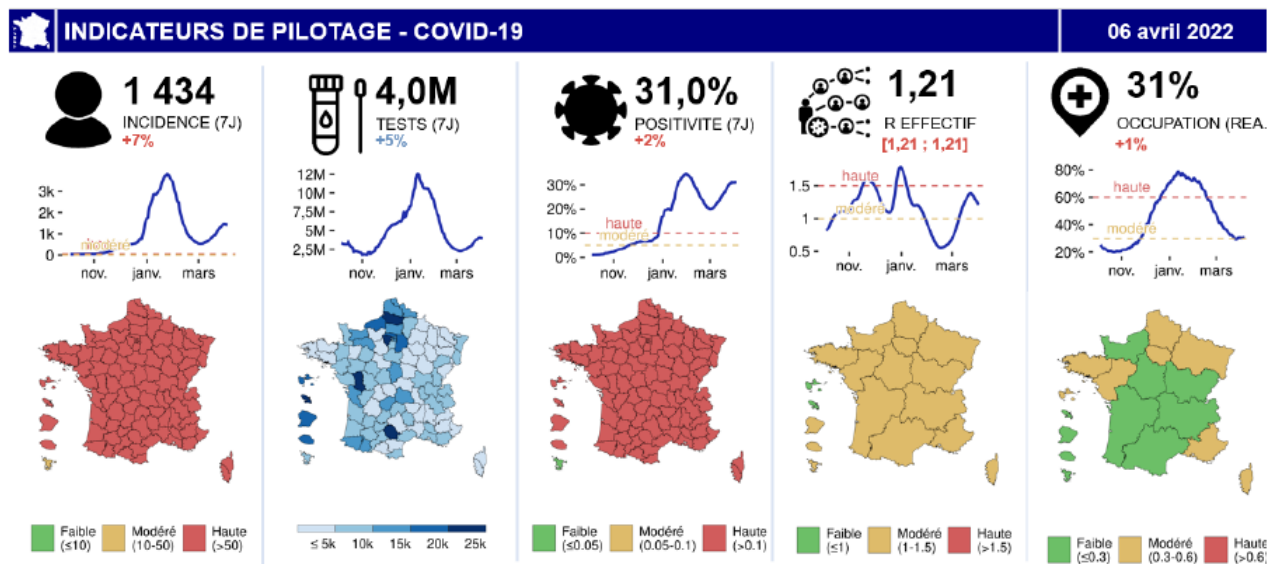 INDICATEURS DE PILOTAGE - COVID-19
06 avril 2022
1 434
INCIDENCE (7J)
+7%
3k
2k
1k
0
modéré
nov. janv. mars
Faible (≤10)
Modéré (10-50)
Haute (>50)
4,0M
TESTS (7J)
+5%
12M
10M
7,5M
5M
2,5M
nov. janv. mars
≤ 5k 10k 15k 20k 25k
31,0%
POSITIVITE (7J)
+2%
30%
20%
10%
0%
haute
modéré
nov. janv. mars
Faible (≤0.05)
Modéré (0.05-0.1)
Haute (>0.1)
1,21
R EFFECTIF
[1,21 ; 1,21]
1.5
1
0.5
haute
modéré
nov. janv. mars
Faible (≤1)
Modéré (1-1.5)
Haute (>1.5)
31%
OCCUPATION (REA.
+1%
80%
60%
40%
20%
haute
modéré
nov. janv. mars
Faible (≤0.3)
Modéré (0.3-0.6)
Haute (>0.6)